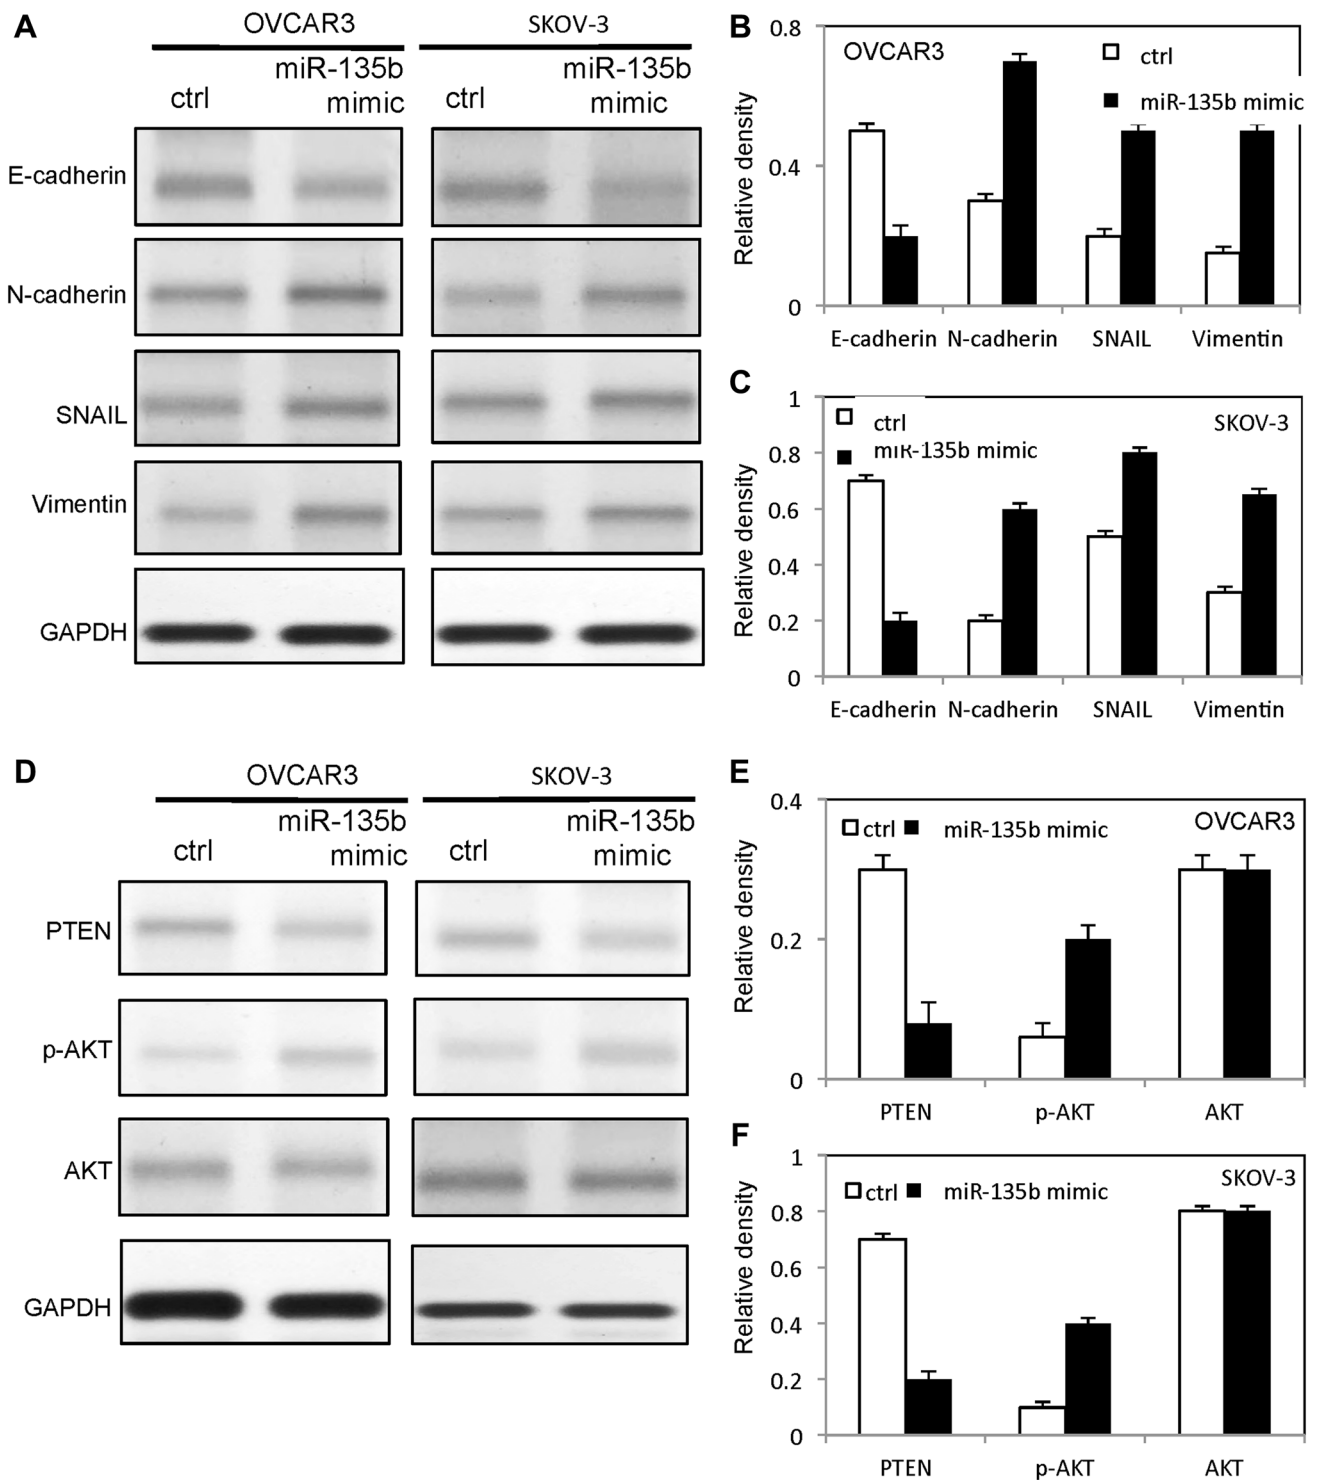 A
OVCAR3
SKOV-3
ctrl
miR-135b
mimic
ctrl
miR-135b
mimic
E-cadherin
N-cadherin
SNAIL
Vimentin
GAPDH
B
0.8
0.4
0
Relative density
OVCAR3
ctrl
miR-135b mimic
E-cadherin N-cadherin SNAIL Vimentin
C
1
0.8
0.6
0.4
0.2
0
Relative density
ctrl
miR-135b mimic
SKOV-3
E-cadherin N-cadherin SNAIL Vimentin
D
OVCAR3
SKOV-3
ctrl
miR-135b
mimic
ctrl
miR-135b
mimic
PTEN
p-AKT
AKT
GAPDH
E
0.4
0.2
0
Relative density
ctrl miR-135b mimic
OVCAR3
PTEN p-AKT AKT
F
1
0.8
0.6
0.4
0.2
0
Relative density
ctrl miR-135b mimic
SKOV-3
PTEN p-AKT AKT